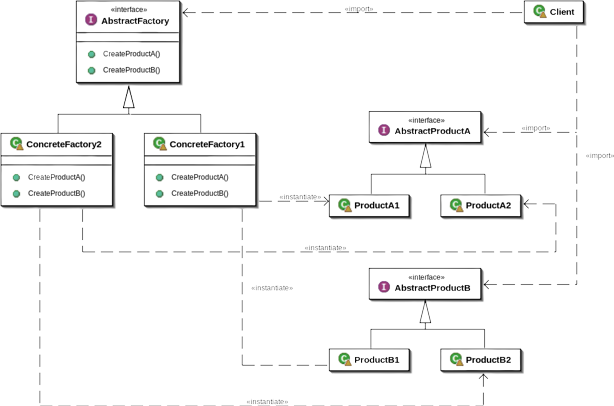 «interface»
I AbstractFactory
CreateProductA()
CreateProductB()
«import»
C Client
C ConcreteFactory2
CreateProductA()
CreateProductB()
C ConcreteFactory1
CreateProductA()
CreateProductB()
«interface»
I AbstractProductA
«import»
«import»
«instantiate»
C ProductA1
C ProductA2
«instantiate»
«interface»
I AbstractProductB
«instantiate»
C ProductB1
C ProductB2
«instantiate»